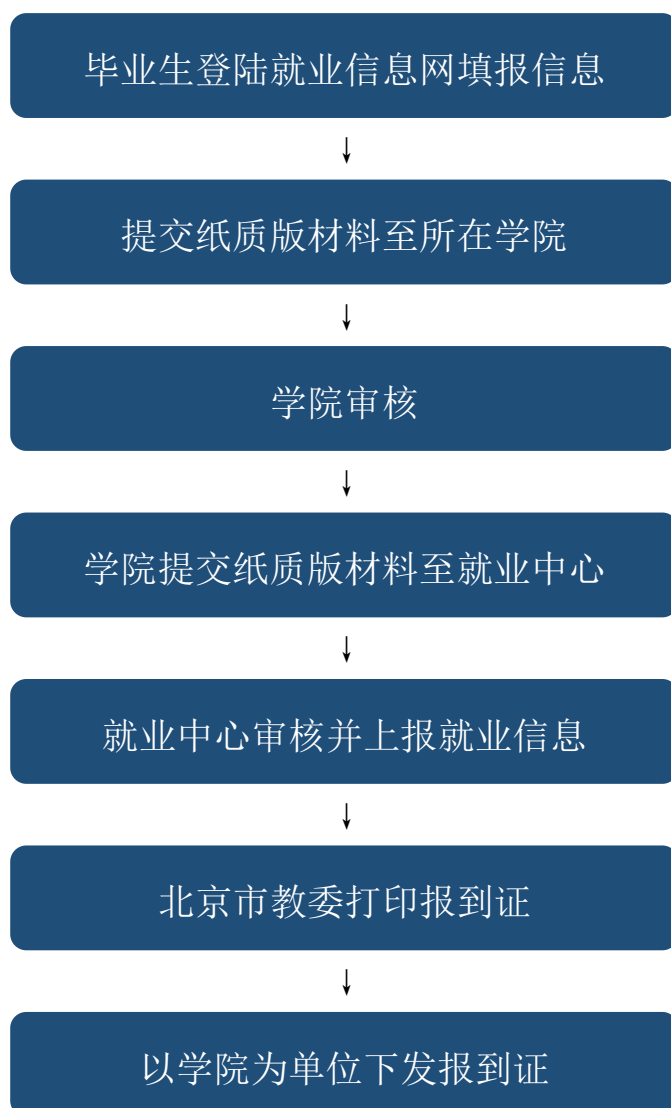 毕业生登陆就业信息网填报信息
提交纸质版材料至所在学院
学院审核
学院提交纸质版材料至就业中心
就业中心审核并上报就业信息
北京市教委打印报到证
以学院为单位下发报到证